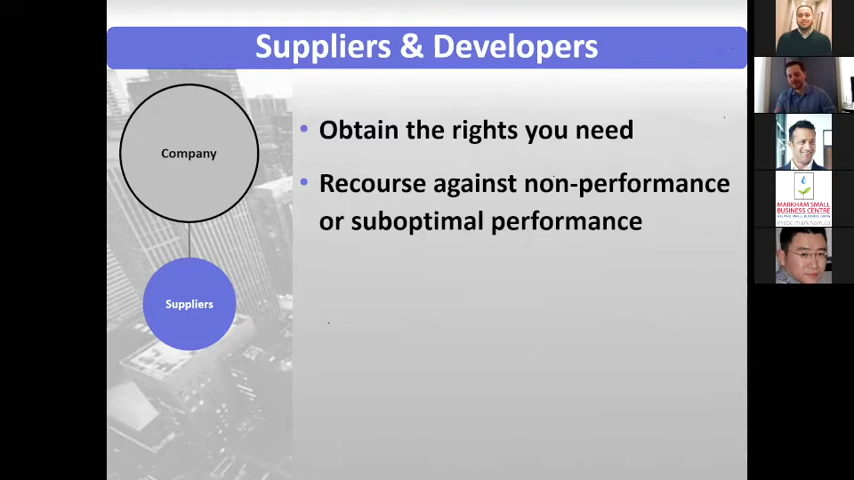 Suppliers & Developers
Company
Suppliers
• Obtain the rights you need
• Recourse against non-performance
or suboptimal performance
MARKHAM SMALL
BUSINESS CENTRE